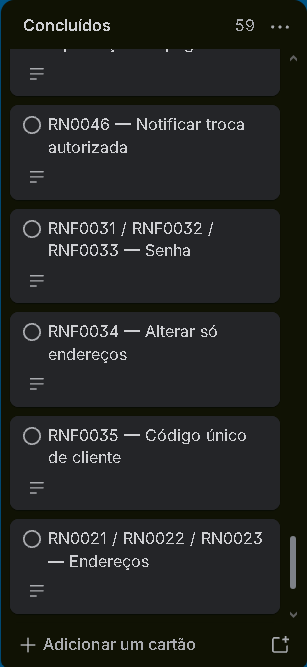 Concluídos 59
RN0046 — Notificar troca
autorizada
RNF0031 / RNF0032 /
RNF0033 — Senha
RNF0034 — Alterar só
endereços
RNF0035 — Código único
de cliente
RN0021 / RN0022 / RN0023
— Endereços
Adicionar um cartão